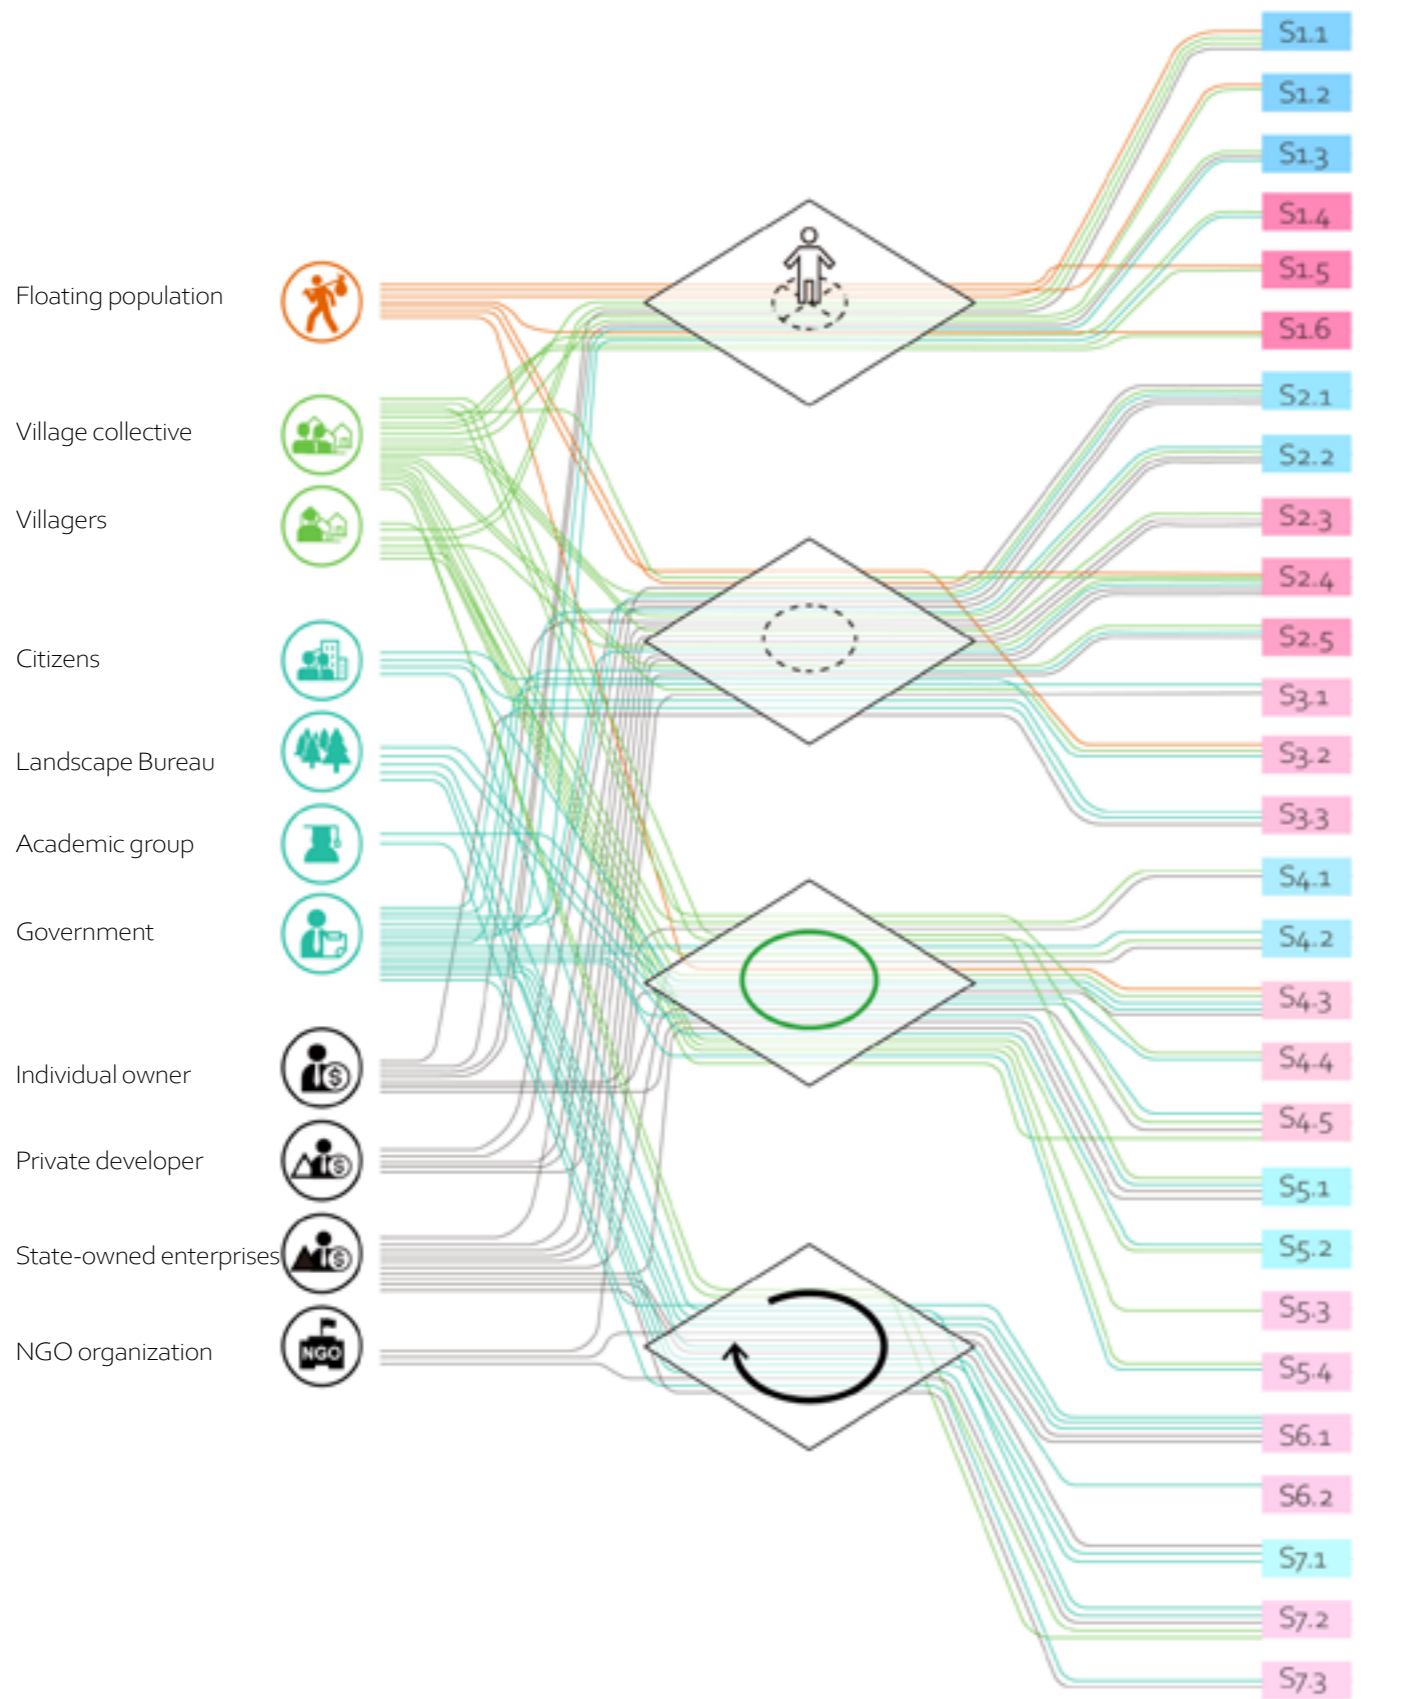 S1.1
S1.2
S1.3
S1.4
S1.5
S1.6
S2.1
S2.2
S2.3
S2.4
S2.5
S3.1
S3.2
S3.3
S4.1
S4.2
S4.3
S4.4
S4.5
S5.1
S5.2
S5.3
S5.4
S6.1
S6.2
S7.1
S7.2
S7.3
Floating population
Village collective
Villagers
Citizens
Landscape Bureau
Academic group
Government
Individual owner
$
Private developer
$
State-owned enterprises
$
NGO organization
NGO